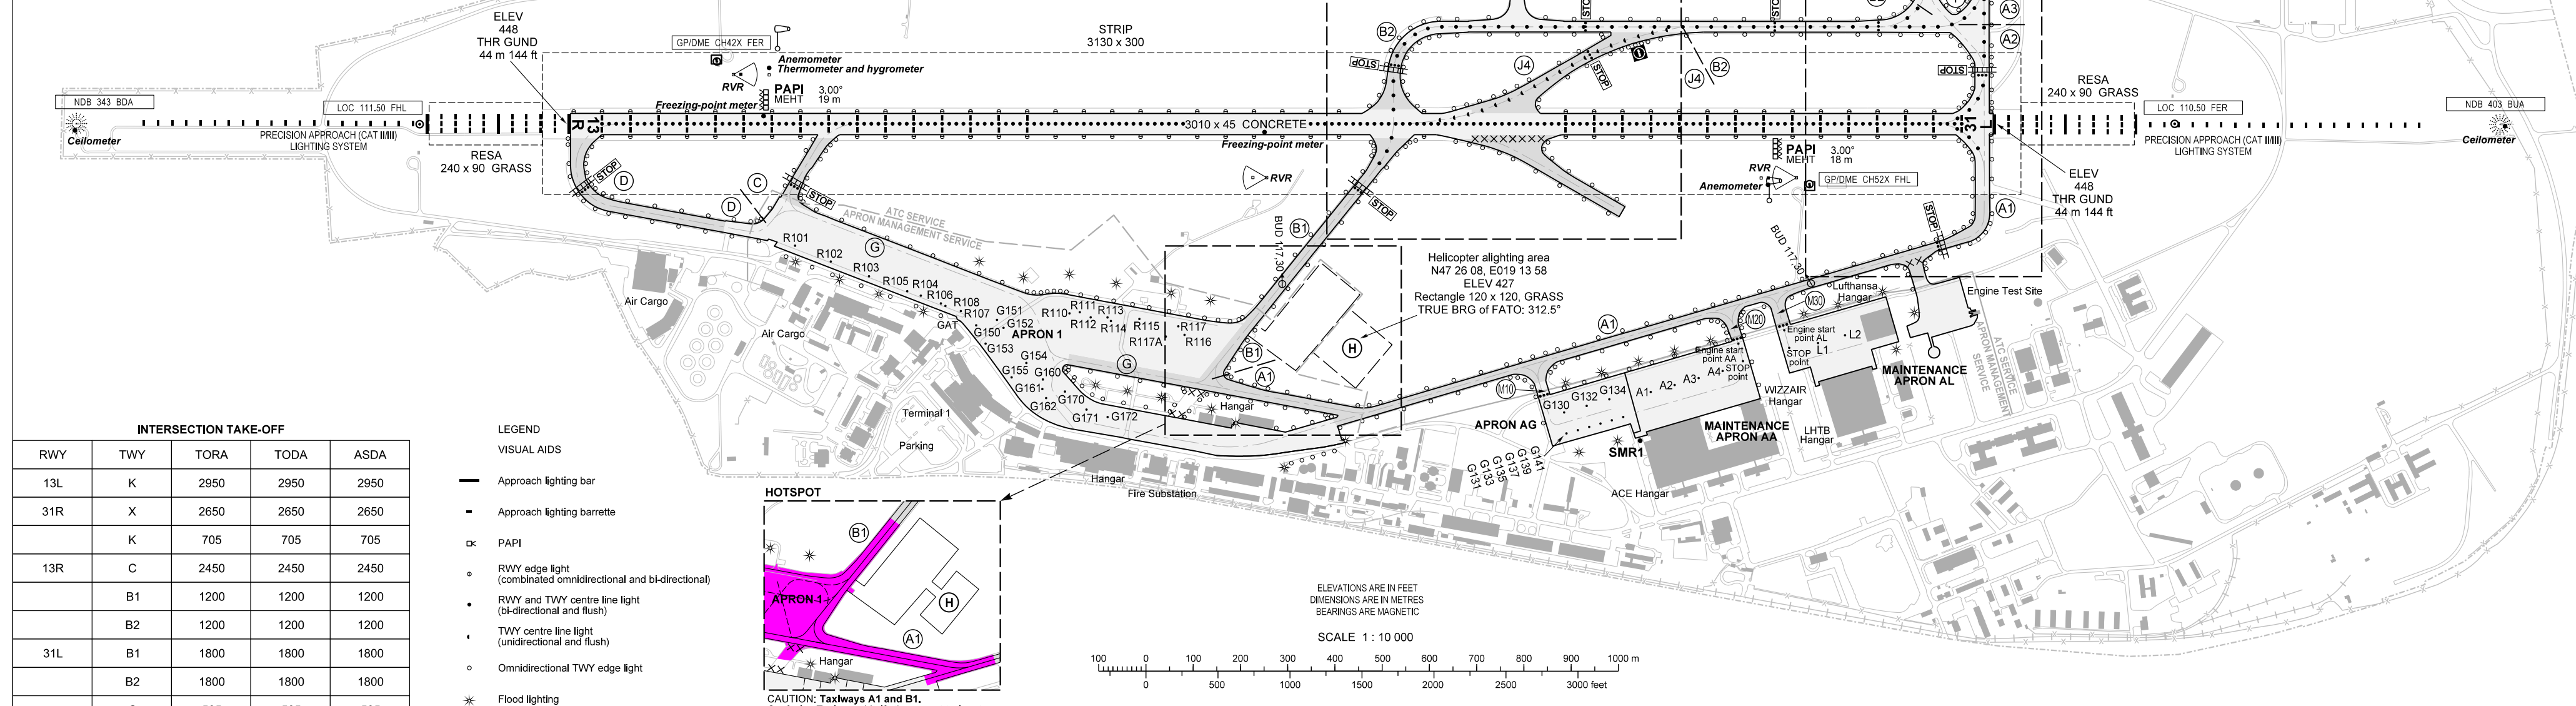 ELEV
448
THR GUND
44 m 144 ft
GP/DME CH42X FER
Anemometer
Thermometer and hygrometer
RVR
PAPI 3.00°
MEHT 19 m
Freezing-point meter
STRIP
3130 x 300
B2
STOP
STOP
STOP
J4
STOP
J4
B2
A3
A2
STOP
RESA
240 x 90 GRASS
NDB 343 BDA
Ceilometer
LOC 111.50 FHL
PRECISION APPROACH (CAT II/III)
LIGHTING SYSTEM
RESA
240 x 90 GRASS
13
R
3010 x 45 CONCRETE
Freezing-point meter
31
L
LOC 110.50 FER
PRECISION APPROACH (CAT II/III)
LIGHTING SYSTEM
NDB 403 BUA
Ceilometer
PAPI 3.00°
MEHT 18 m
RVR
Anemometer
GP/DME CH52X FHL
ELEV
448
THR GUND
44 m 144 ft
STOP
D
C
D
STOP
RVR
STOP
STOP
A1
ATC SERVICE
APRON MANAGEMENT SERVICE
BUD 117,30
B1
BUD 117,30
R101
R102
R103
R105
R104
R106
R108
R107
G
G151
G152
G150
APRON 1
G153
G154
G155
G160
G161
G162
G170
G171
G172
R110
R111
R112
R113
R114
R115
R117
R117A
R116
G
B1
A1
H
Helicopter alighting area
N47 26 08, E019 13 58
ELEV 427
Rectangle 120 x 120, GRASS
TRUE BRG of FATO: 312.5°
Air Cargo
Air Cargo
GAT
Terminal 1
Parking
Hangar
Hangar
Fire Substation
A1
M10
M20
M30
Lufthansa
Hangar
Engine Test Site
Engine start
point AL
STOP
point
L1
L2
Engine start
point AA
STOP
point
G130
G132
G134
A1
A2
A3
A4
WIZZAIR
Hangar
MAINTENANCE
APRON AL
ATC SERVICE
APRON MANAGEMENT
SERVICE
APRON AG
MAINTENANCE
APRON AA
LHTB
Hangar
SMR1
G131
G133
G135
G137
G139
G141
ACE Hangar
INTERSECTION TAKE-OFF
RWY TWY TORA TODA ASDA
13L K 2950 2950 2950
31R X 2650 2650 2650
K 705 705 705
13R C 2450 2450 2450
B1 1200 1200 1200
B2 1200 1200 1200
31L B1 1800 1800 1800
B2 1800 1800 1800
LEGEND
VISUAL AIDS
Approach lighting bar
Approach lighting barrette
PAPI
RWY edge light
(combinated omnidirectional and bi-directional)
RWY and TWY centre line light
(bi-directional and flush)
TWY centre line light
(unidirectional and flush)
Omnidirectional TWY edge light
Flood lighting
HOTSPOT
B1
APRON 1
H
A1
Hangar
CAUTION: Taxiways A1 and B1.
ELEVATIONS ARE IN FEET
DIMENSIONS ARE IN METRES
BEARINGS ARE MAGNETIC
SCALE 1 : 10 000
100 0 100 200 300 400 500 600 700 800 900 1000 m
0 500 1000 1500 2000 2500 3000 feet